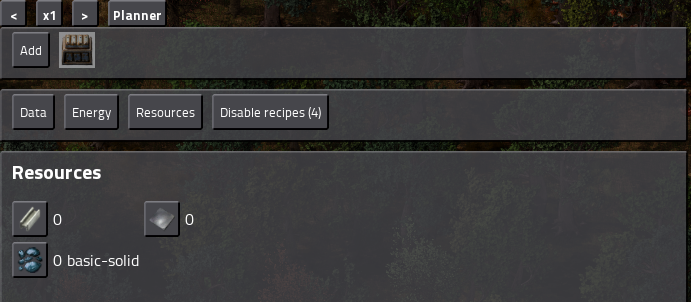 < x1 > Planner
Add
Data Energy Resources Disable recipes (4)
Resources
0 0
0 basic-solid